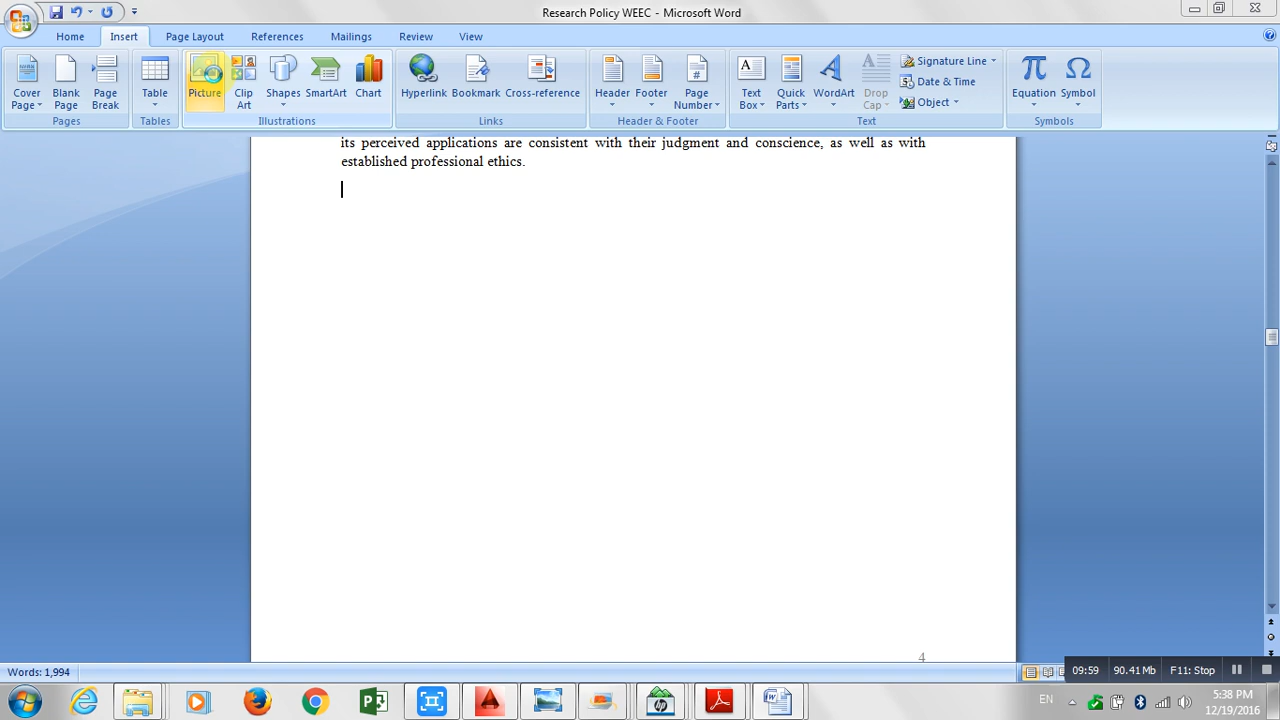 Research Policy WEEC - Microsoft Word
Home Insert Page Layout References Mailings Review View
Cover Page
Blank Page
Page Break
Table
Picture
Clip Art
Shapes
SmartArt
Chart
Hyperlink
Bookmark
Cross-reference
Header
Footer
Page Number
Text Box
Quick Parts
WordArt
Drop Cap
Signature Line
Date & Time
Object
Equation
Symbol
Pages Tables Illustrations Links Header & Footer Text Symbols
its perceived applications are consistent with their judgment and conscience, as well as with
established professional ethics.
4
Words: 1,994
09:59 90.41 Mb F11: Stop
EN
5:38 PM
12/19/2016